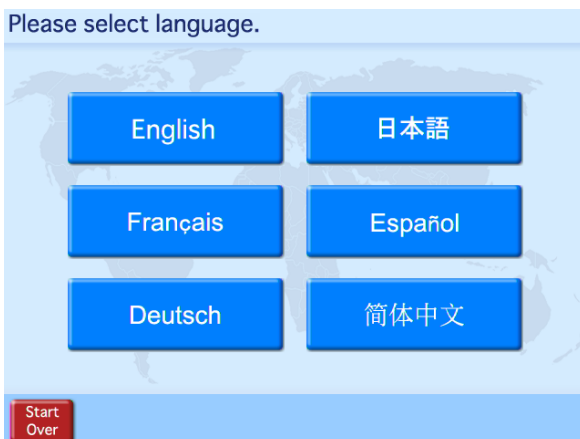 Please select language.
English
日本語
Français
Español
Deutsch
简体中文
Start
Over